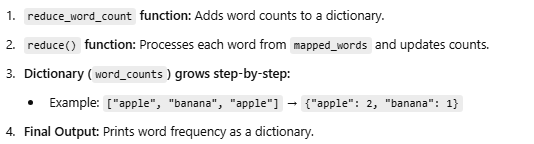 1. reduce_word_count function: Adds word counts to a dictionary.
2. reduce() function: Processes each word from mapped_words and updates counts.
3. Dictionary ( word_counts ) grows step-by-step:
• Example: ["apple", "banana", "apple"] → {"apple": 2, "banana": 1}
4. Final Output: Prints word frequency as a dictionary.